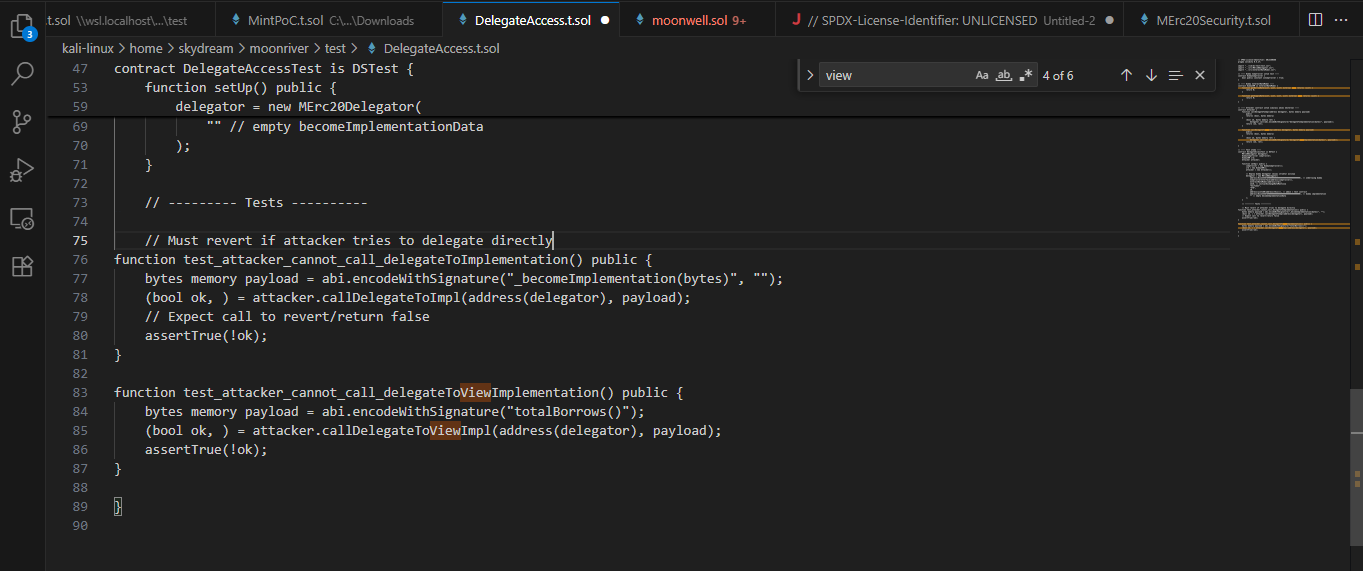 .t.sol \\wsl.localhost\...\test
MintPoC.t.sol C:\...\Downloads
DelegateAccess.t.sol
moonwell.sol 9+
J // SPDX-License-Identifier: UNLICENSED Untitled-2
MErc20Security.t.sol
3
kali-linux > home > skydream > moonriver > test > DelegateAccess.t.sol
view
Aa ab .* 4 of 6
47 contract DelegateAccessTest is DSTest {
53 function setUp() public {
59 delegator = new MErc20Delegator(
69 "" // empty becomeImplementationData
70 );
71 }
72
73 // --------- Tests ----------
74
75 // Must revert if attacker tries to delegate directly
76 function test_attacker_cannot_call_delegateToImplementation() public {
77 bytes memory payload = abi.encodeWithSignature("_becomeImplementation(bytes)", "");
78 (bool ok, ) = attacker.callDelegateToImpl(address(delegator), payload);
79 // Expect call to revert/return false
80 assertTrue(!ok);
81 }
82
83 function test_attacker_cannot_call_delegateToViewImplementation() public {
84 bytes memory payload = abi.encodeWithSignature("totalBorrows()");
85 (bool ok, ) = attacker.callDelegateToViewImpl(address(delegator), payload);
86 assertTrue(!ok);
87 }
88
89 }
90